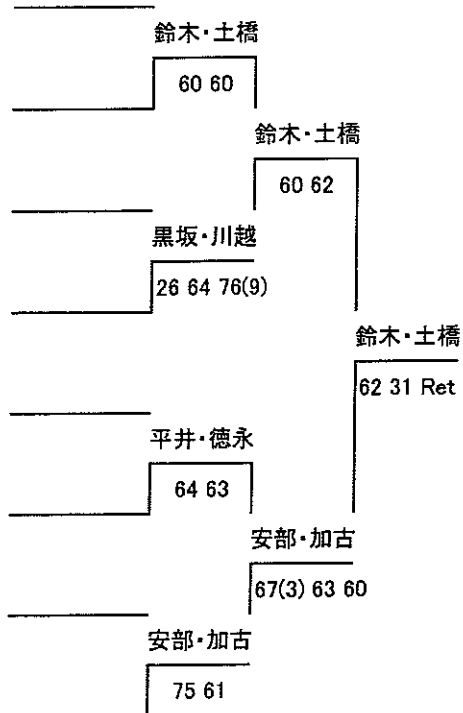 鈴木・土橋
60 60
鈴木・土橋
60 62
黒坂・川越
26 64 76(9)
鈴木・土橋
62 31 Ret
平井・徳永
64 63
安部・加古
67(3) 63 60
安部・加古
75 61